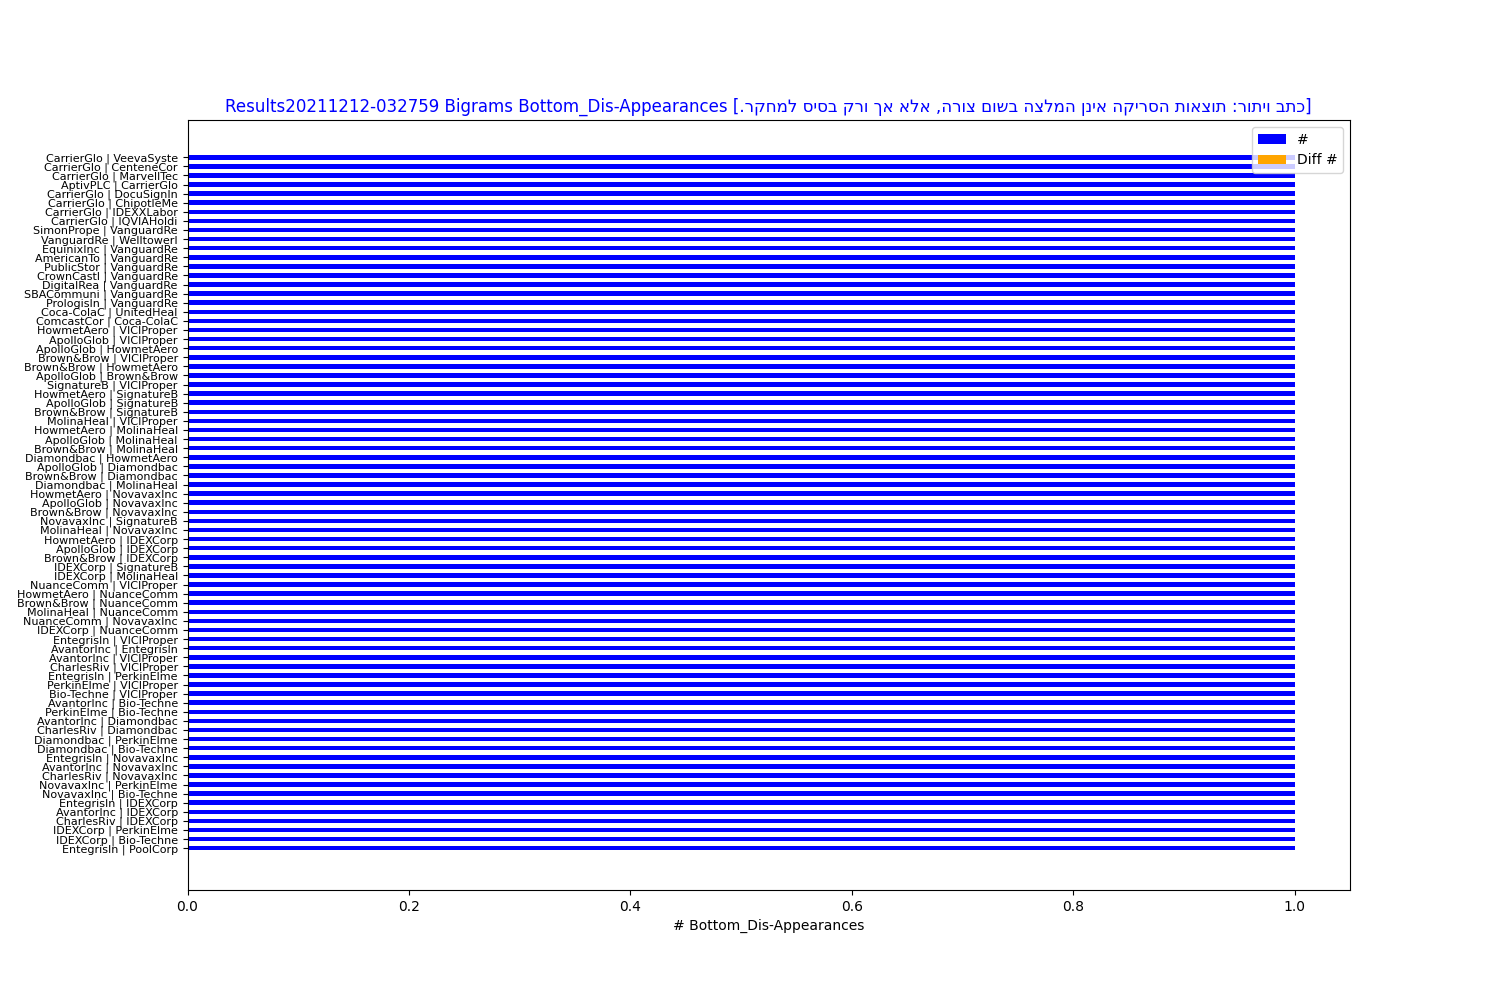 Results20211212-032759 Bigrams Bottom_Dis-Appearances [כתב ויתור: תוצאות הסריקה אינן המלצה בשום צורה, אלא אך ורק בסיס למחקר.]
#
Diff #
CarrierGlo | VeevaSyste
CarrierGlo | CenteneCor
CarrierGlo | MarvellTec
AptivPLC | CarrierGlo
CarrierGlo | DocuSignIn
CarrierGlo | ChipotleMe
CarrierGlo | IDEXXLabor
CarrierGlo | IQVIAHoldi
SimonPrope | VanguardRe
VanguardRe | WelltowerI
EquinixInc | VanguardRe
AmericanTo | VanguardRe
PublicStor | VanguardRe
CrownCastl | VanguardRe
DigitalRea | VanguardRe
SBACommuni | VanguardRe
PrologisIn | VanguardRe
Coca-ColaC | UnitedHeal
ComcastCor | Coca-ColaC
HowmetAero | VICIProper
ApolloGlob | VICIProper
ApolloGlob | HowmetAero
Brown&Brow | VICIProper
Brown&Brow | HowmetAero
ApolloGlob | Brown&Brow
SignatureB | VICIProper
HowmetAero | SignatureB
ApolloGlob | SignatureB
Brown&Brow | SignatureB
MolinaHeal | VICIProper
HowmetAero | MolinaHeal
ApolloGlob | MolinaHeal
Brown&Brow | MolinaHeal
Diamondbac | HowmetAero
ApolloGlob | Diamondbac
Brown&Brow | Diamondbac
Diamondbac | MolinaHeal
HowmetAero | NovavaxInc
ApolloGlob | NovavaxInc
Brown&Brow | NovavaxInc
NovavaxInc | SignatureB
MolinaHeal | NovavaxInc
HowmetAero | IDEXCorp
ApolloGlob | IDEXCorp
Brown&Brow | IDEXCorp
IDEXCorp | SignatureB
IDEXCorp | MolinaHeal
NuanceComm | VICIProper
HowmetAero | NuanceComm
Brown&Brow | NuanceComm
MolinaHeal | NuanceComm
NuanceComm | NovavaxInc
IDEXCorp | NuanceComm
EntegrisIn | VICIProper
AvantorInc | EntegrisIn
AvantorInc | VICIProper
CharlesRiv | VICIProper
EntegrisIn | PerkinElme
PerkinElme | VICIProper
Bio-Techne | VICIProper
AvantorInc | Bio-Techne
PerkinElme | Bio-Techne
AvantorInc | Diamondbac
CharlesRiv | Diamondbac
Diamondbac | PerkinElme
Diamondbac | Bio-Techne
EntegrisIn | NovavaxInc
AvantorInc | NovavaxInc
CharlesRiv | NovavaxInc
NovavaxInc | PerkinElme
NovavaxInc | Bio-Techne
EntegrisIn | IDEXCorp
AvantorInc | IDEXCorp
CharlesRiv | IDEXCorp
IDEXCorp | PerkinElme
IDEXCorp | Bio-Techne
EntegrisIn | PoolCorp
0.0 0.2 0.4 0.6 0.8 1.0
# Bottom_Dis-Appearances